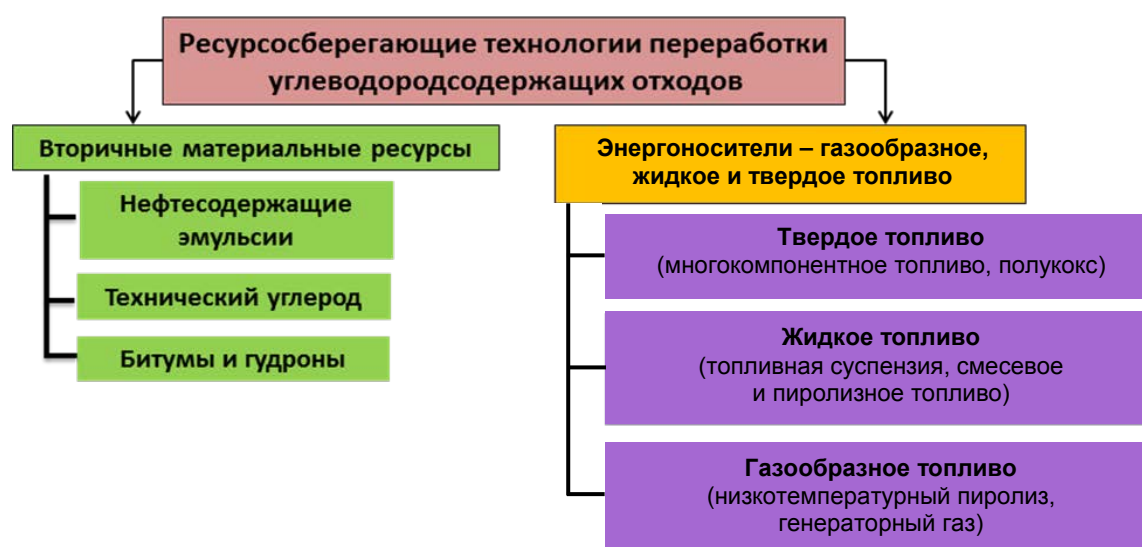 Ресурсосберегающие технологии переработки
углеводородсодержащих отходов
Вторичные материальные ресурсы
Нефтесодержащие
эмульсии
Технический углерод
Битумы и гудроны
Энергоносители – газообразное,
жидкое и твердое топливо
Твердое топливо
(многокомпонентное топливо, полукокс)
Жидкое топливо
(топливная суспензия, смесевое
и пиролизное топливо)
Газообразное топливо
(низкотемпературный пиролиз,
генераторный газ)